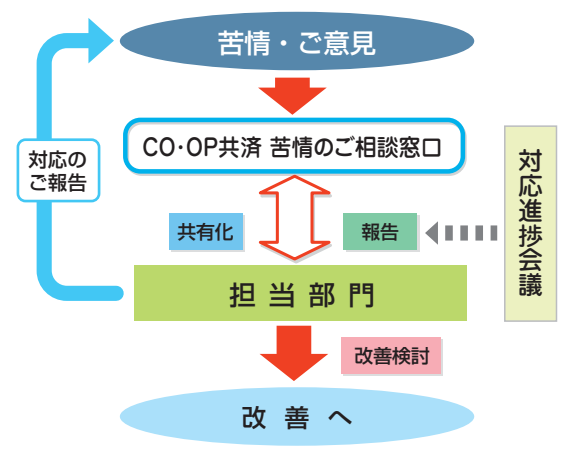 苦情・ご意見
CO・OP共済 苦情のご相談窓口
対応の
ご報告
共有化
報告
対応進捗会議
担当部門
改善検討
改善へ